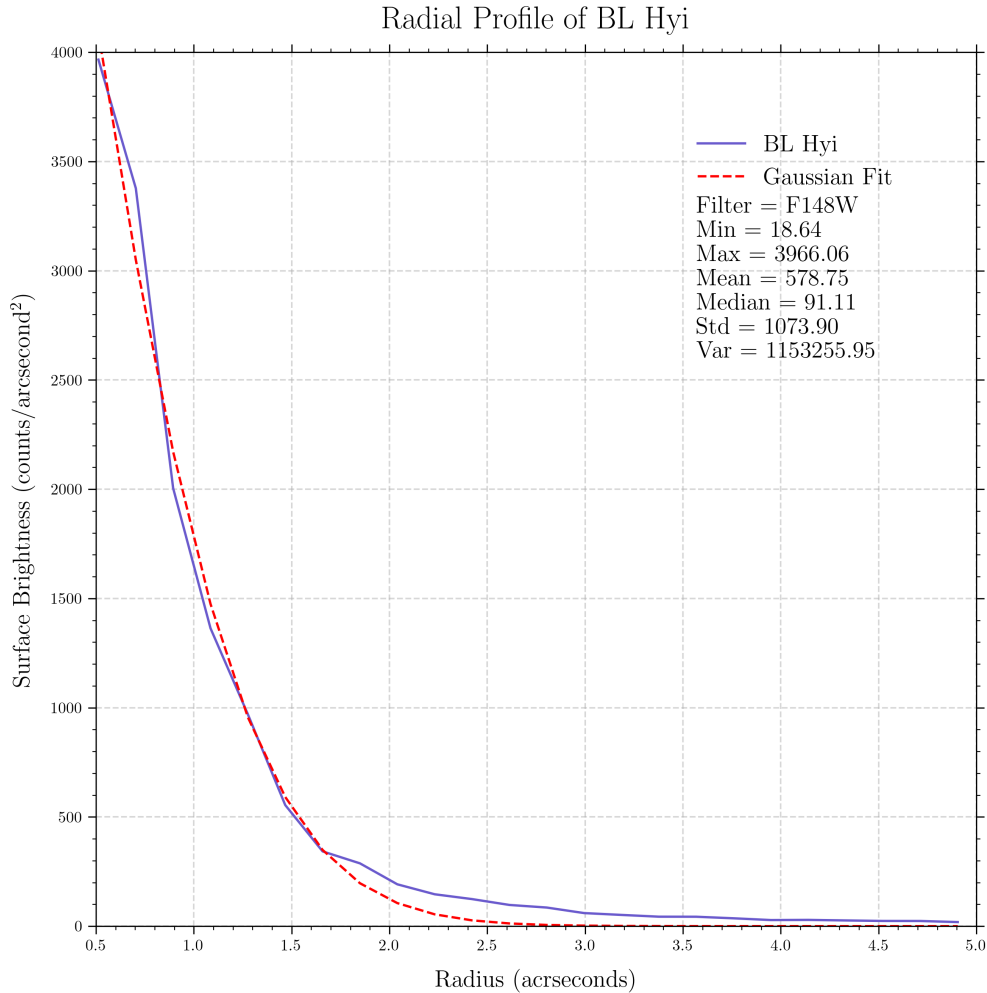 Radial Profile of BL Hyi
4000
3500
3000
2500
2000
1500
1000
500
0
Surface Brightness (counts/arcsecond²)
BL Hyi
Gaussian Fit
Filter = F148W
Min = 18.64
Max = 3966.06
Mean = 578.75
Median = 91.11
Std = 1073.90
Var = 1153255.95
0.5 1.0 1.5 2.0 2.5 3.0 3.5 4.0 4.5 5.0
Radius (acrseconds)